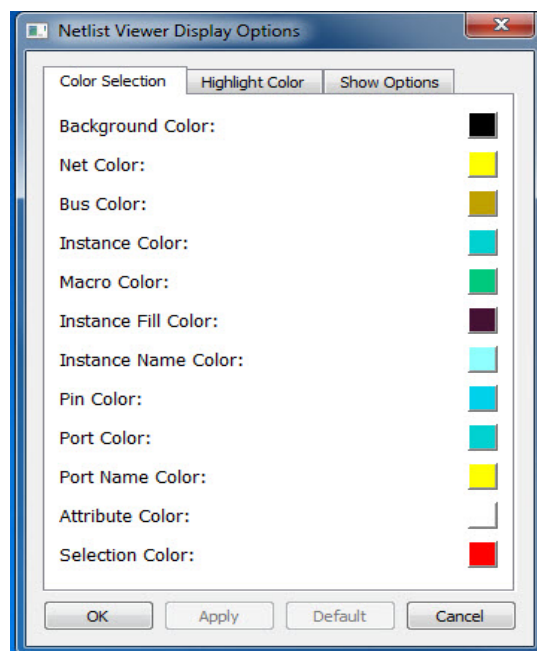 Netlist Viewer Display Options
Color Selection Highlight Color Show Options
Background Color:
Net Color:
Bus Color:
Instance Color:
Macro Color:
Instance Fill Color:
Instance Name Color:
Pin Color:
Port Color:
Port Name Color:
Attribute Color:
Selection Color:
OK Apply Default Cancel